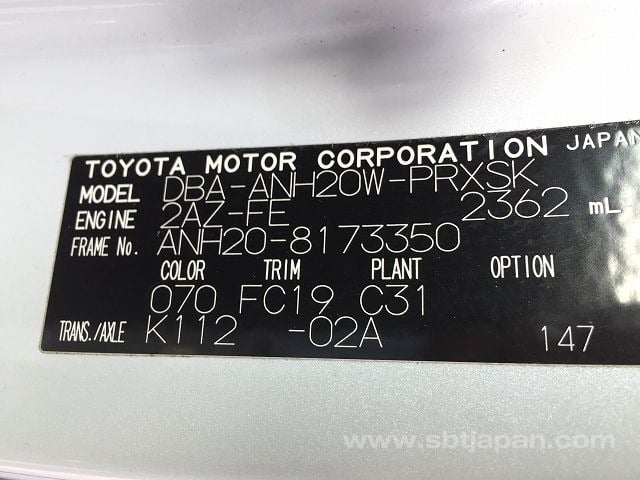 TOYOTA MOTOR CORPORATION JAPAN
MODEL DBA-ANH20W-PRXSK
ENGINE 2AZ-FE 2362 mL
FRAME No. ANH20-8173350
COLOR TRIM PLANT OPTION
070 FC19 C31
TRANS./AXLE K112 -02A 147
www.sbtjapan.com